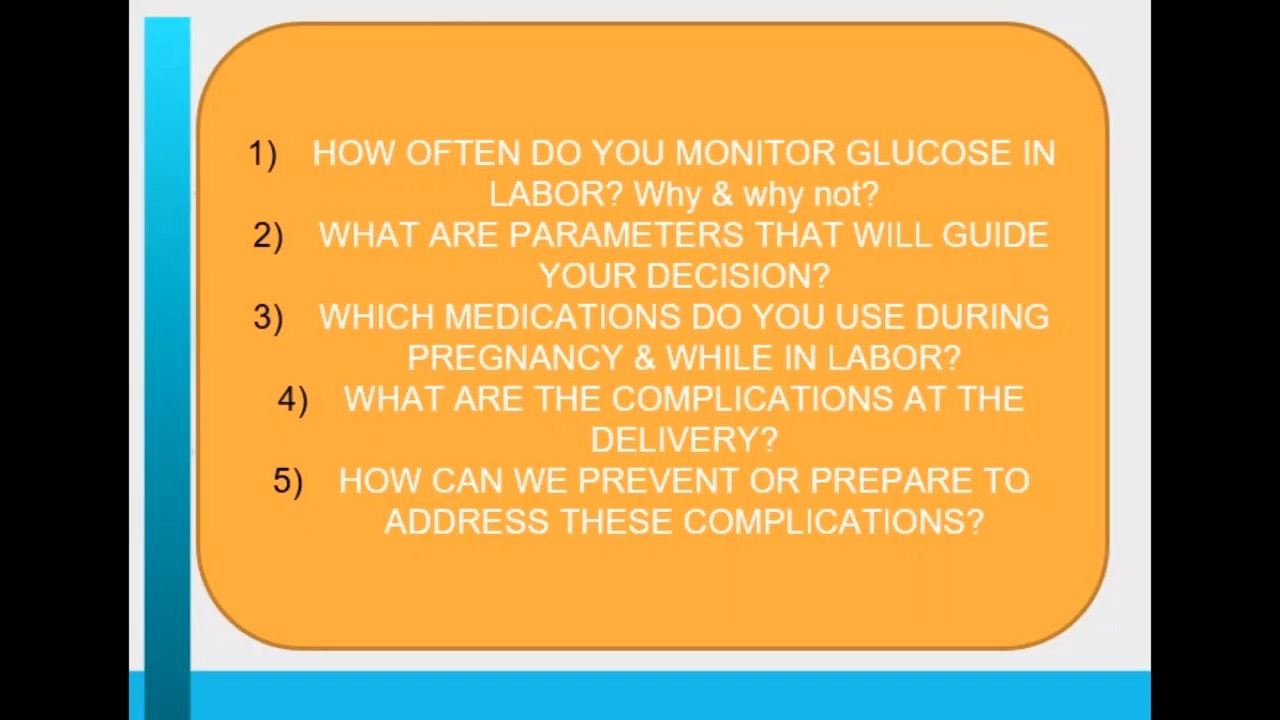 1) HOW OFTEN DO YOU MONITOR GLUCOSE IN
LABOR? Why & why not?
2) WHAT ARE PARAMETERS THAT WILL GUIDE
YOUR DECISION?
3) WHICH MEDICATIONS DO YOU USE DURING
PREGNANCY & WHILE IN LABOR?
4) WHAT ARE THE COMPLICATIONS AT THE
DELIVERY?
5) HOW CAN WE PREVENT OR PREPARE TO
ADDRESS THESE COMPLICATIONS?